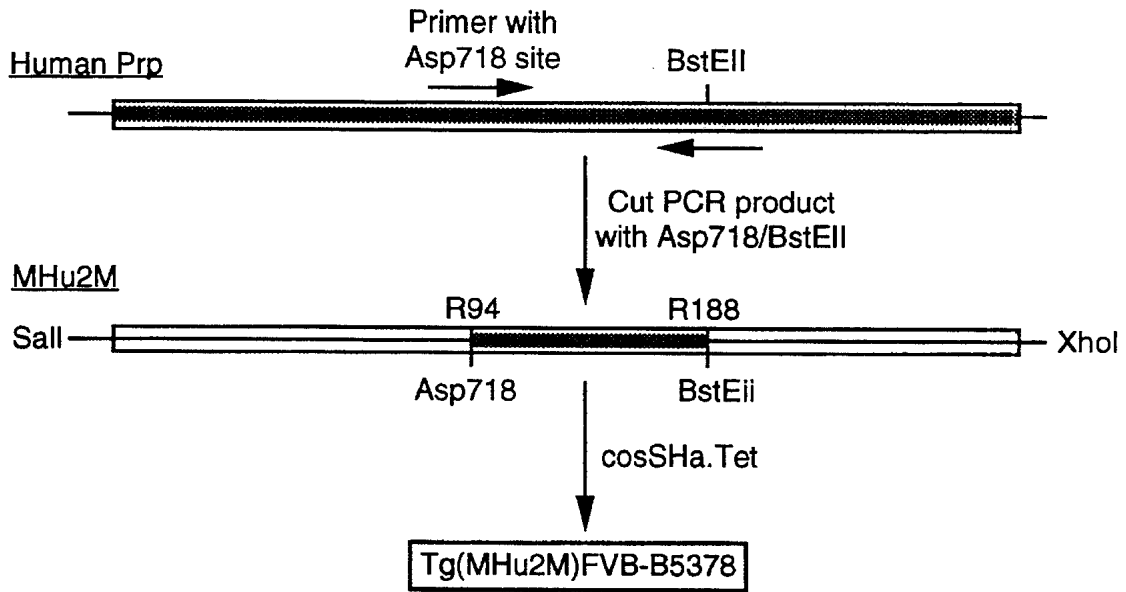 Primer with
Asp718 site
BstEII
Human Prp
Cut PCR product
with Asp718/BstEII
MHu2M
R94
R188
SalI
XhoI
Asp718
BstEii
cosSHa.Tet
Tg(MHu2M)FVB-B5378